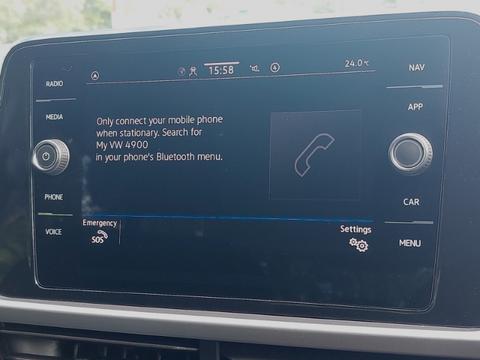 RADIO
MEDIA
PHONE
VOICE
15:58
4
24.0°C
Only connect your mobile phone
when stationary. Search for
My VW 4900
in your phone's Bluetooth menu.
Emergency
SOS
Settings
NAV
APP
CAR
MENU